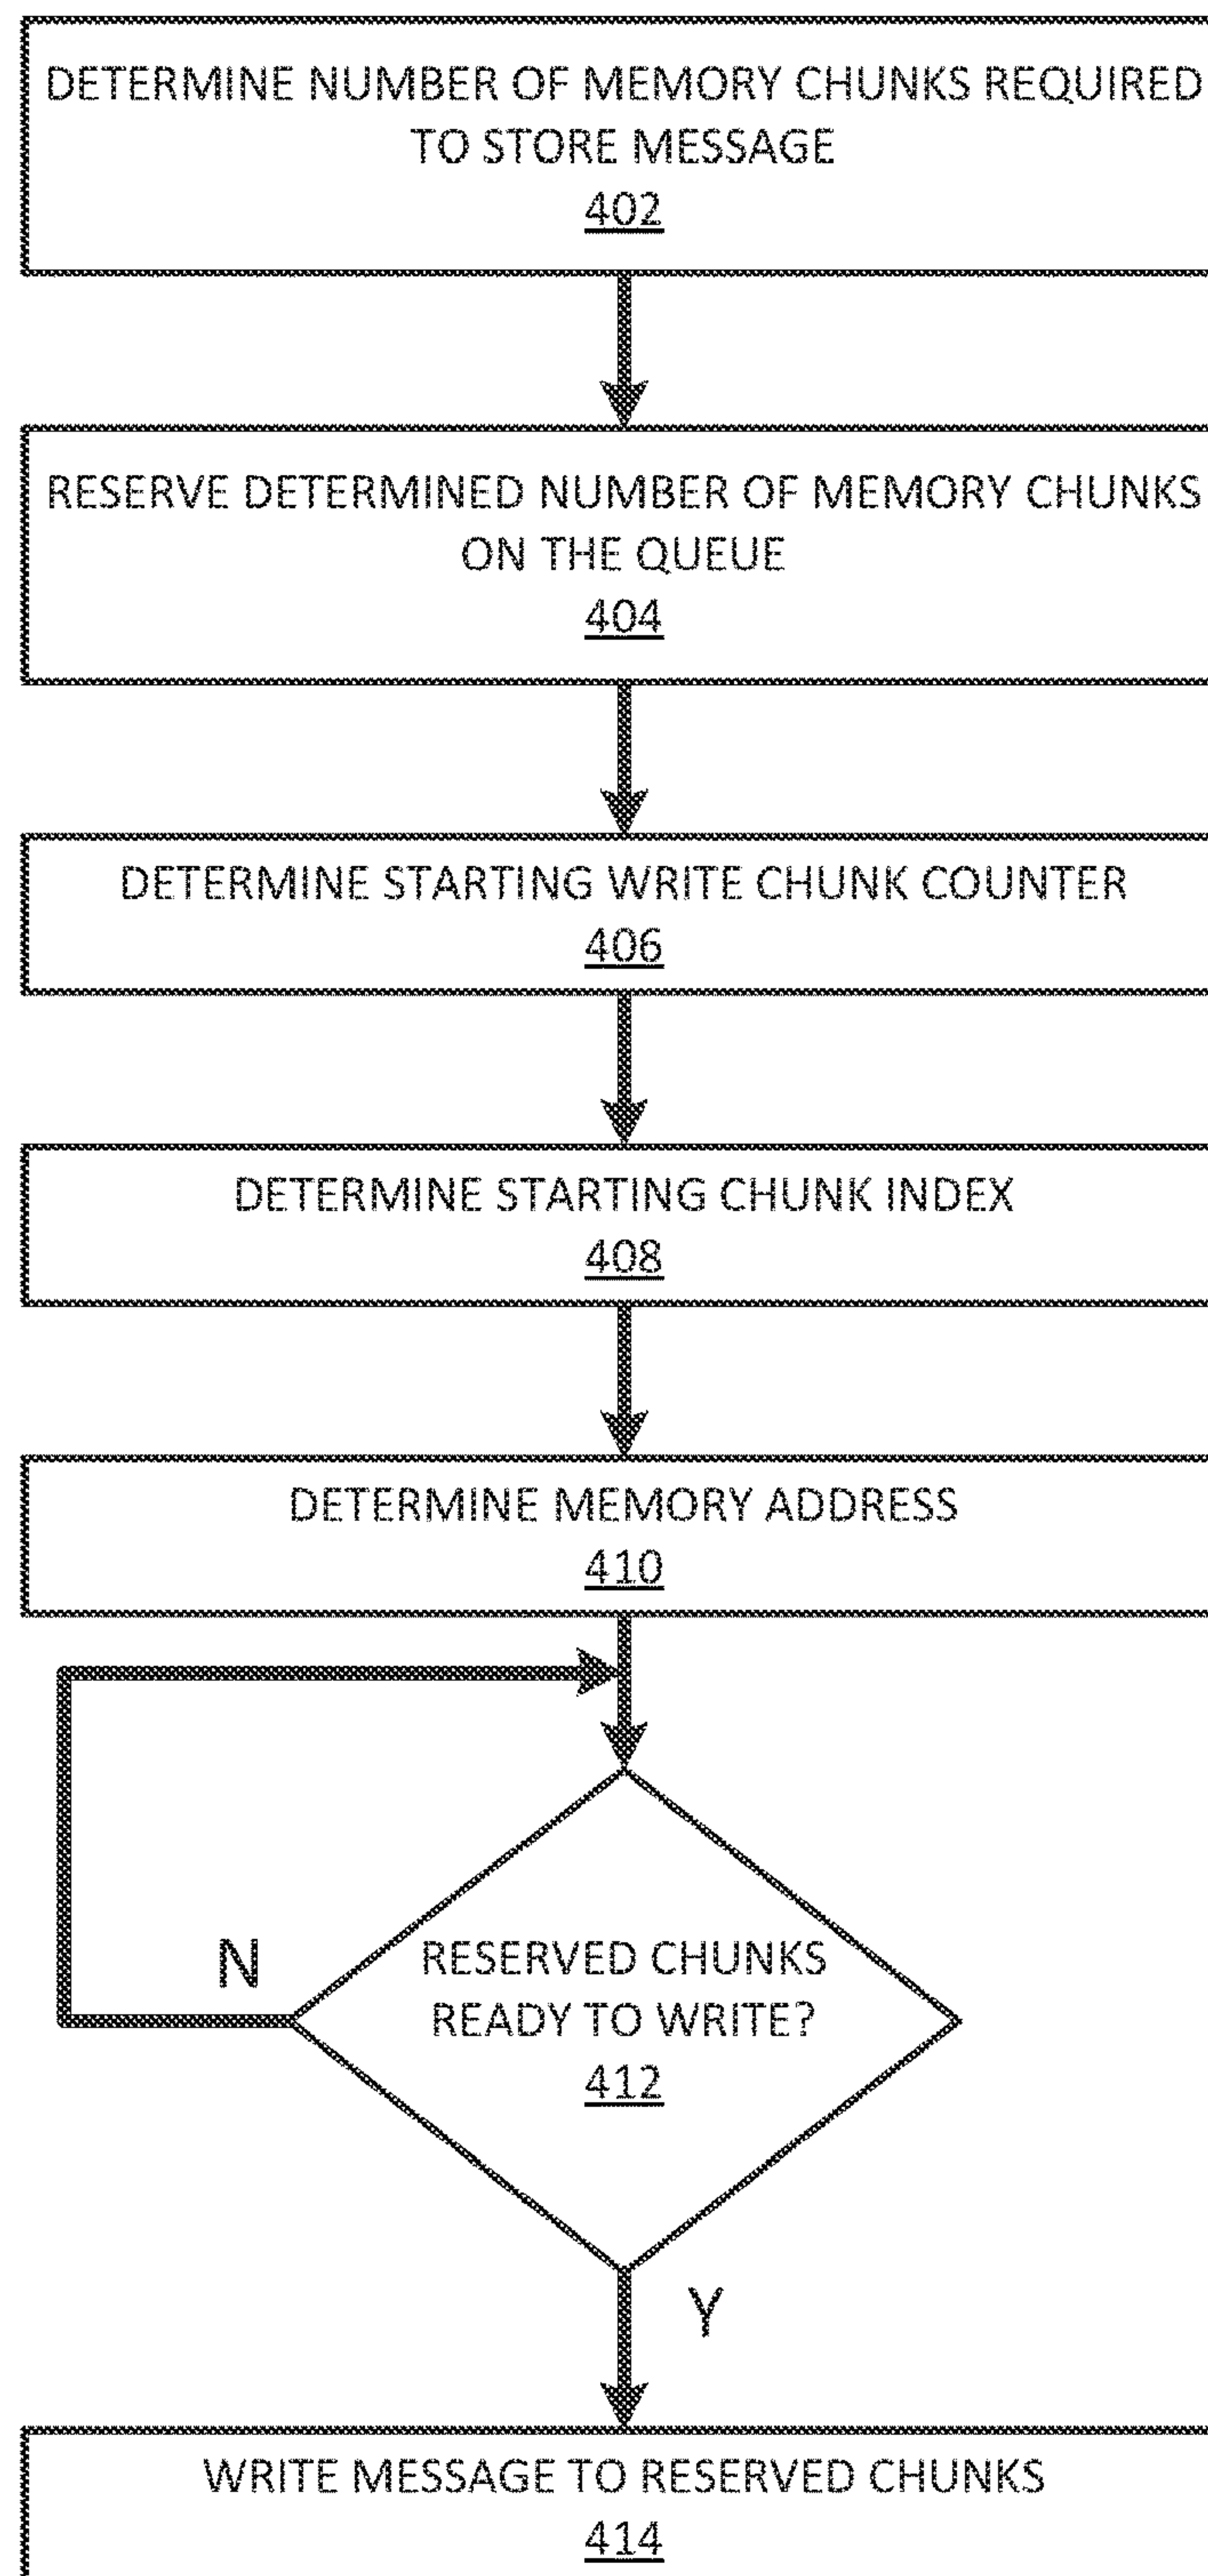 DETERMINE NUMBER OF MEMORY CHUNKS REQUIRED
TO STORE MESSAGE
402
RESERVE DETERMINED NUMBER OF MEMORY CHUNKS
ON THE QUEUE
404
DETERMINE STARTING WRITE CHUNK COUNTER
406
DETERMINE STARTING CHUNK INDEX
408
DETERMINE MEMORY ADDRESS
410
N
RESERVED CHUNKS
READY TO WRITE?
412
Y
WRITE MESSAGE TO RESERVED CHUNKS
414